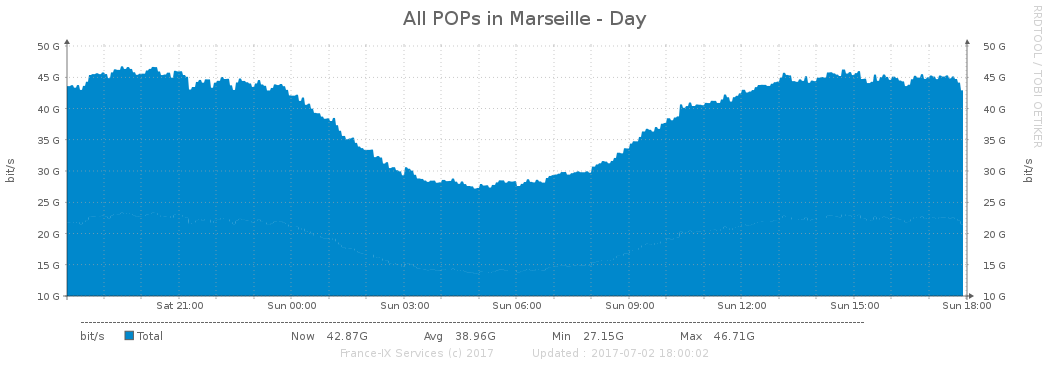 All POPs in Marseille - Day
RRDTOOL / TOBI OETIKER
50 G 50 G
45 G 45 G
40 G 40 G
35 G 35 G
30 G 30 G
25 G 25 G
20 G 20 G
15 G 15 G
10 G 10 G
bit/s bit/s
Sat 21:00 Sun 00:00 Sun 03:00 Sun 06:00 Sun 09:00 Sun 12:00 Sun 15:00 Sun 18:00
bit/s Total Now 42.87G Avg 38.96G Min 27.15G Max 46.71G
France-IX Services (c) 2017 Updated : 2017-07-02 18:00:02